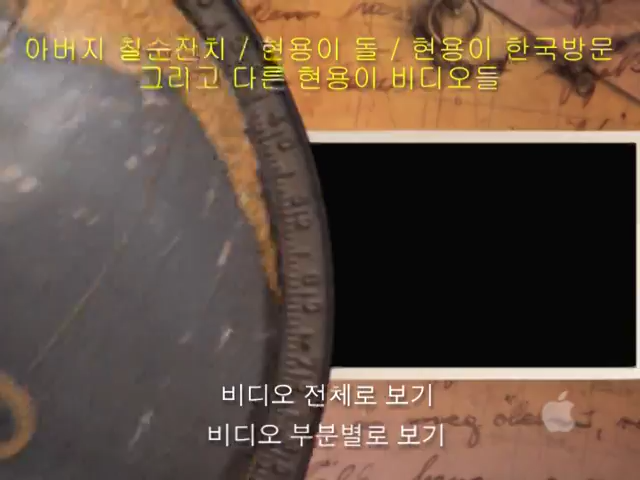 아버지 칠순잔치 / 현용이 돌 / 현용이 한국방문
그리고 다른 현용이 비디오들
비디오 전체로 보기
비디오 부분별로 보기